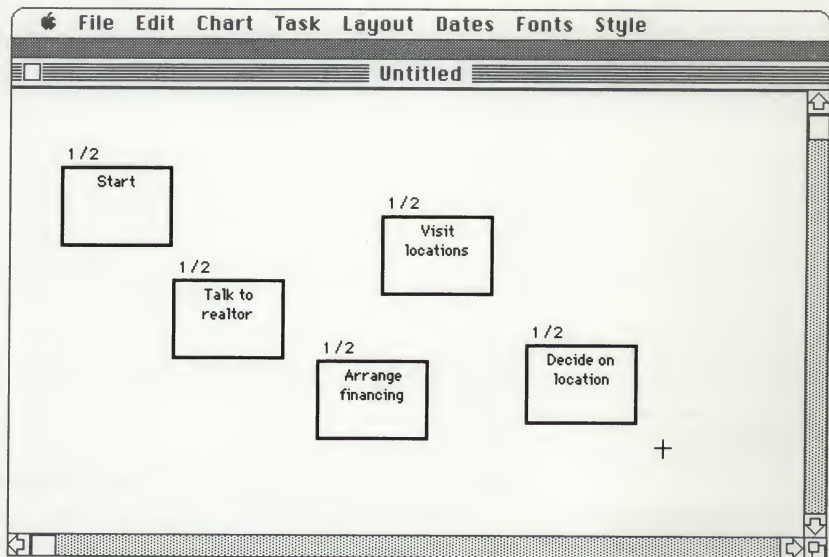 File Edit Chart Task Layout Dates Fonts Style
Untitled
1/2
Start
1/2
Visit
locations
1/2
Talk to
realtor
1/2
Arrange
financing
1/2
Decide on
location